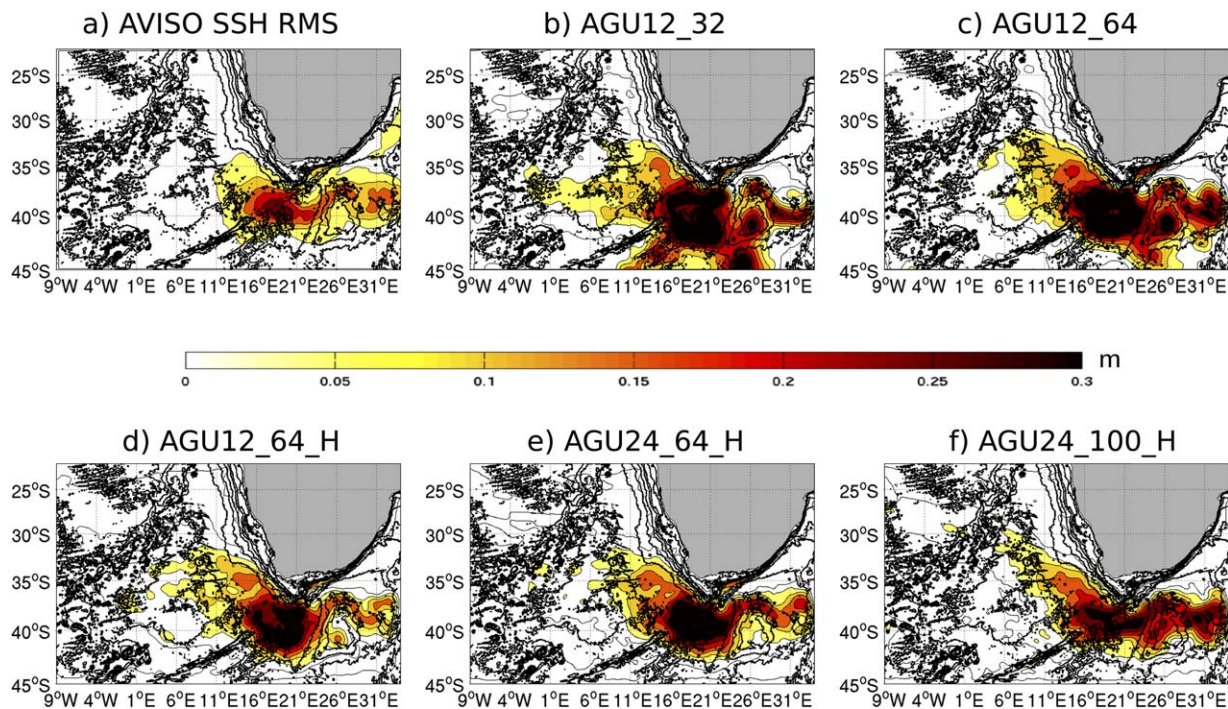 a) AVISO SSH RMS
b) AGU12_32
c) AGU12_64
25°S
30°S
35°S
40°S
45°S
9°W 4°W 1°E 6°E 11°E 16°E 21°E 26°E 31°E
25°S
30°S
35°S
40°S
45°S
9°W 4°W 1°E 6°E 11°E 16°E 21°E 26°E 31°E
25°S
30°S
35°S
40°S
45°S
9°W 4°W 1°E 6°E 11°E 16°E 21°E 26°E 31°E
m
0 0.05 0.1 0.15 0.2 0.25 0.3
d) AGU12_64_H
e) AGU24_64_H
f) AGU24_100_H
25°S
30°S
35°S
40°S
45°S
9°W 4°W 1°E 6°E 11°E 16°E 21°E 26°E 31°E
25°S
30°S
35°S
40°S
45°S
9°W 4°W 1°E 6°E 11°E 16°E 21°E 26°E 31°E
25°S
30°S
35°S
40°S
45°S
9°W 4°W 1°E 6°E 11°E 16°E 21°E 26°E 31°E